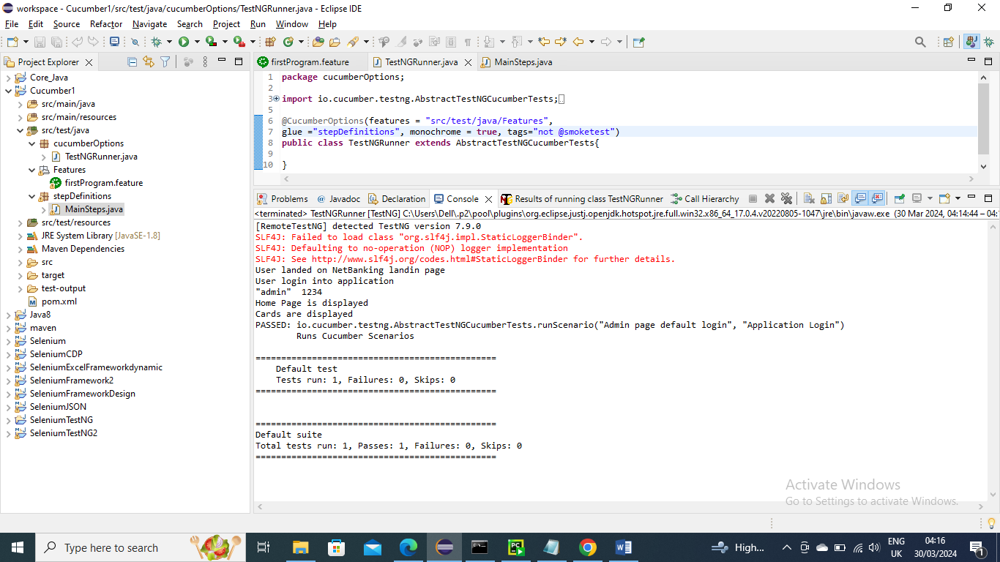 workspace - Cucumber1/src/test/java/cucumberOptions/TestNGRunner.java - Eclipse IDE
File Edit Source Refactor Navigate Search Project Run Window Help
Project Explorer
Core_Java
Cucumber1
src/main/java
src/main/resources
src/test/java
cucumberOptions
TestNGRunner.java
Features
firstProgram.feature
stepDefinitions
MainSteps.java
src/test/resources
JRE System Library [JavaSE-1.8]
Maven Dependencies
src
target
test-output
pom.xml
Java8
maven
Selenium
SeleniumCDP
SeleniumExcelFrameworkdynamic
SeleniumFramework2
SeleniumFrameworkDesign
SeleniumJSON
SeleniumTestNG
SeleniumTestNG2
firstProgram.feature TestNGRunner.java MainSteps.java
1 package cucumberOptions;
2
3 import io.cucumber.testng.AbstractTestNGCucumberTests;
5
6 @CucumberOptions(features = "src/test/java/Features",
7 glue ="stepDefinitions", monochrome = true, tags="not @smoketest")
8 public class TestNGRunner extends AbstractTestNGCucumberTests{
9
10 }
Problems Javadoc Declaration Console Results of running class TestNGRunner Call Hierarchy
<terminated> TestNGRunner [TestNG] C:\Users\Dell\.p2\pool\plugins\org.eclipse.justj.openjdk.hotspot.jre.full.win32.x86_64_17.0.4.v20220805-1047\jre\bin\javaw.exe (30 Mar 2024, 04:14:44 – 04:
[RemoteTestNG] detected TestNG version 7.9.0
SLF4J: Failed to load class "org.slf4j.impl.StaticLoggerBinder".
SLF4J: Defaulting to no-operation (NOP) logger implementation
SLF4J: See http://www.slf4j.org/codes.html#StaticLoggerBinder for further details.
User landed on NetBanking landin page
User login into application
"admin"  1234
Home Page is displayed
Cards are displayed
PASSED: io.cucumber.testng.AbstractTestNGCucumberTests.runScenario("Admin page default login", "Application Login")
Runs Cucumber Scenarios
===============================================
Default test
Tests run: 1, Failures: 0, Skips: 0
===============================================
===============================================
Default suite
Total tests run: 1, Passes: 1, Failures: 0, Skips: 0
===============================================
Activate Windows
Go to Settings to activate Windows.
Type here to search
High...
ENG
UK
04:16
30/03/2024
1